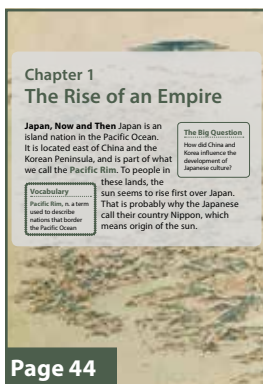 Chapter 1
The Rise of an Empire
Japan, Now and Then Japan is an
island nation in the Pacific Ocean.
It is located east of China and the
Korean Peninsula, and is part of what
we call the Pacific Rim. To people in
these lands, the
sun seems to rise first over Japan.
That is probably why the Japanese
call their country Nippon, which
means origin of the sun.
The Big Question
How did China and
Korea influence the
development of
Japanese culture?
Vocabulary
Pacific Rim, n. a term
used to describe
nations that border
the Pacific Ocean
Page 44